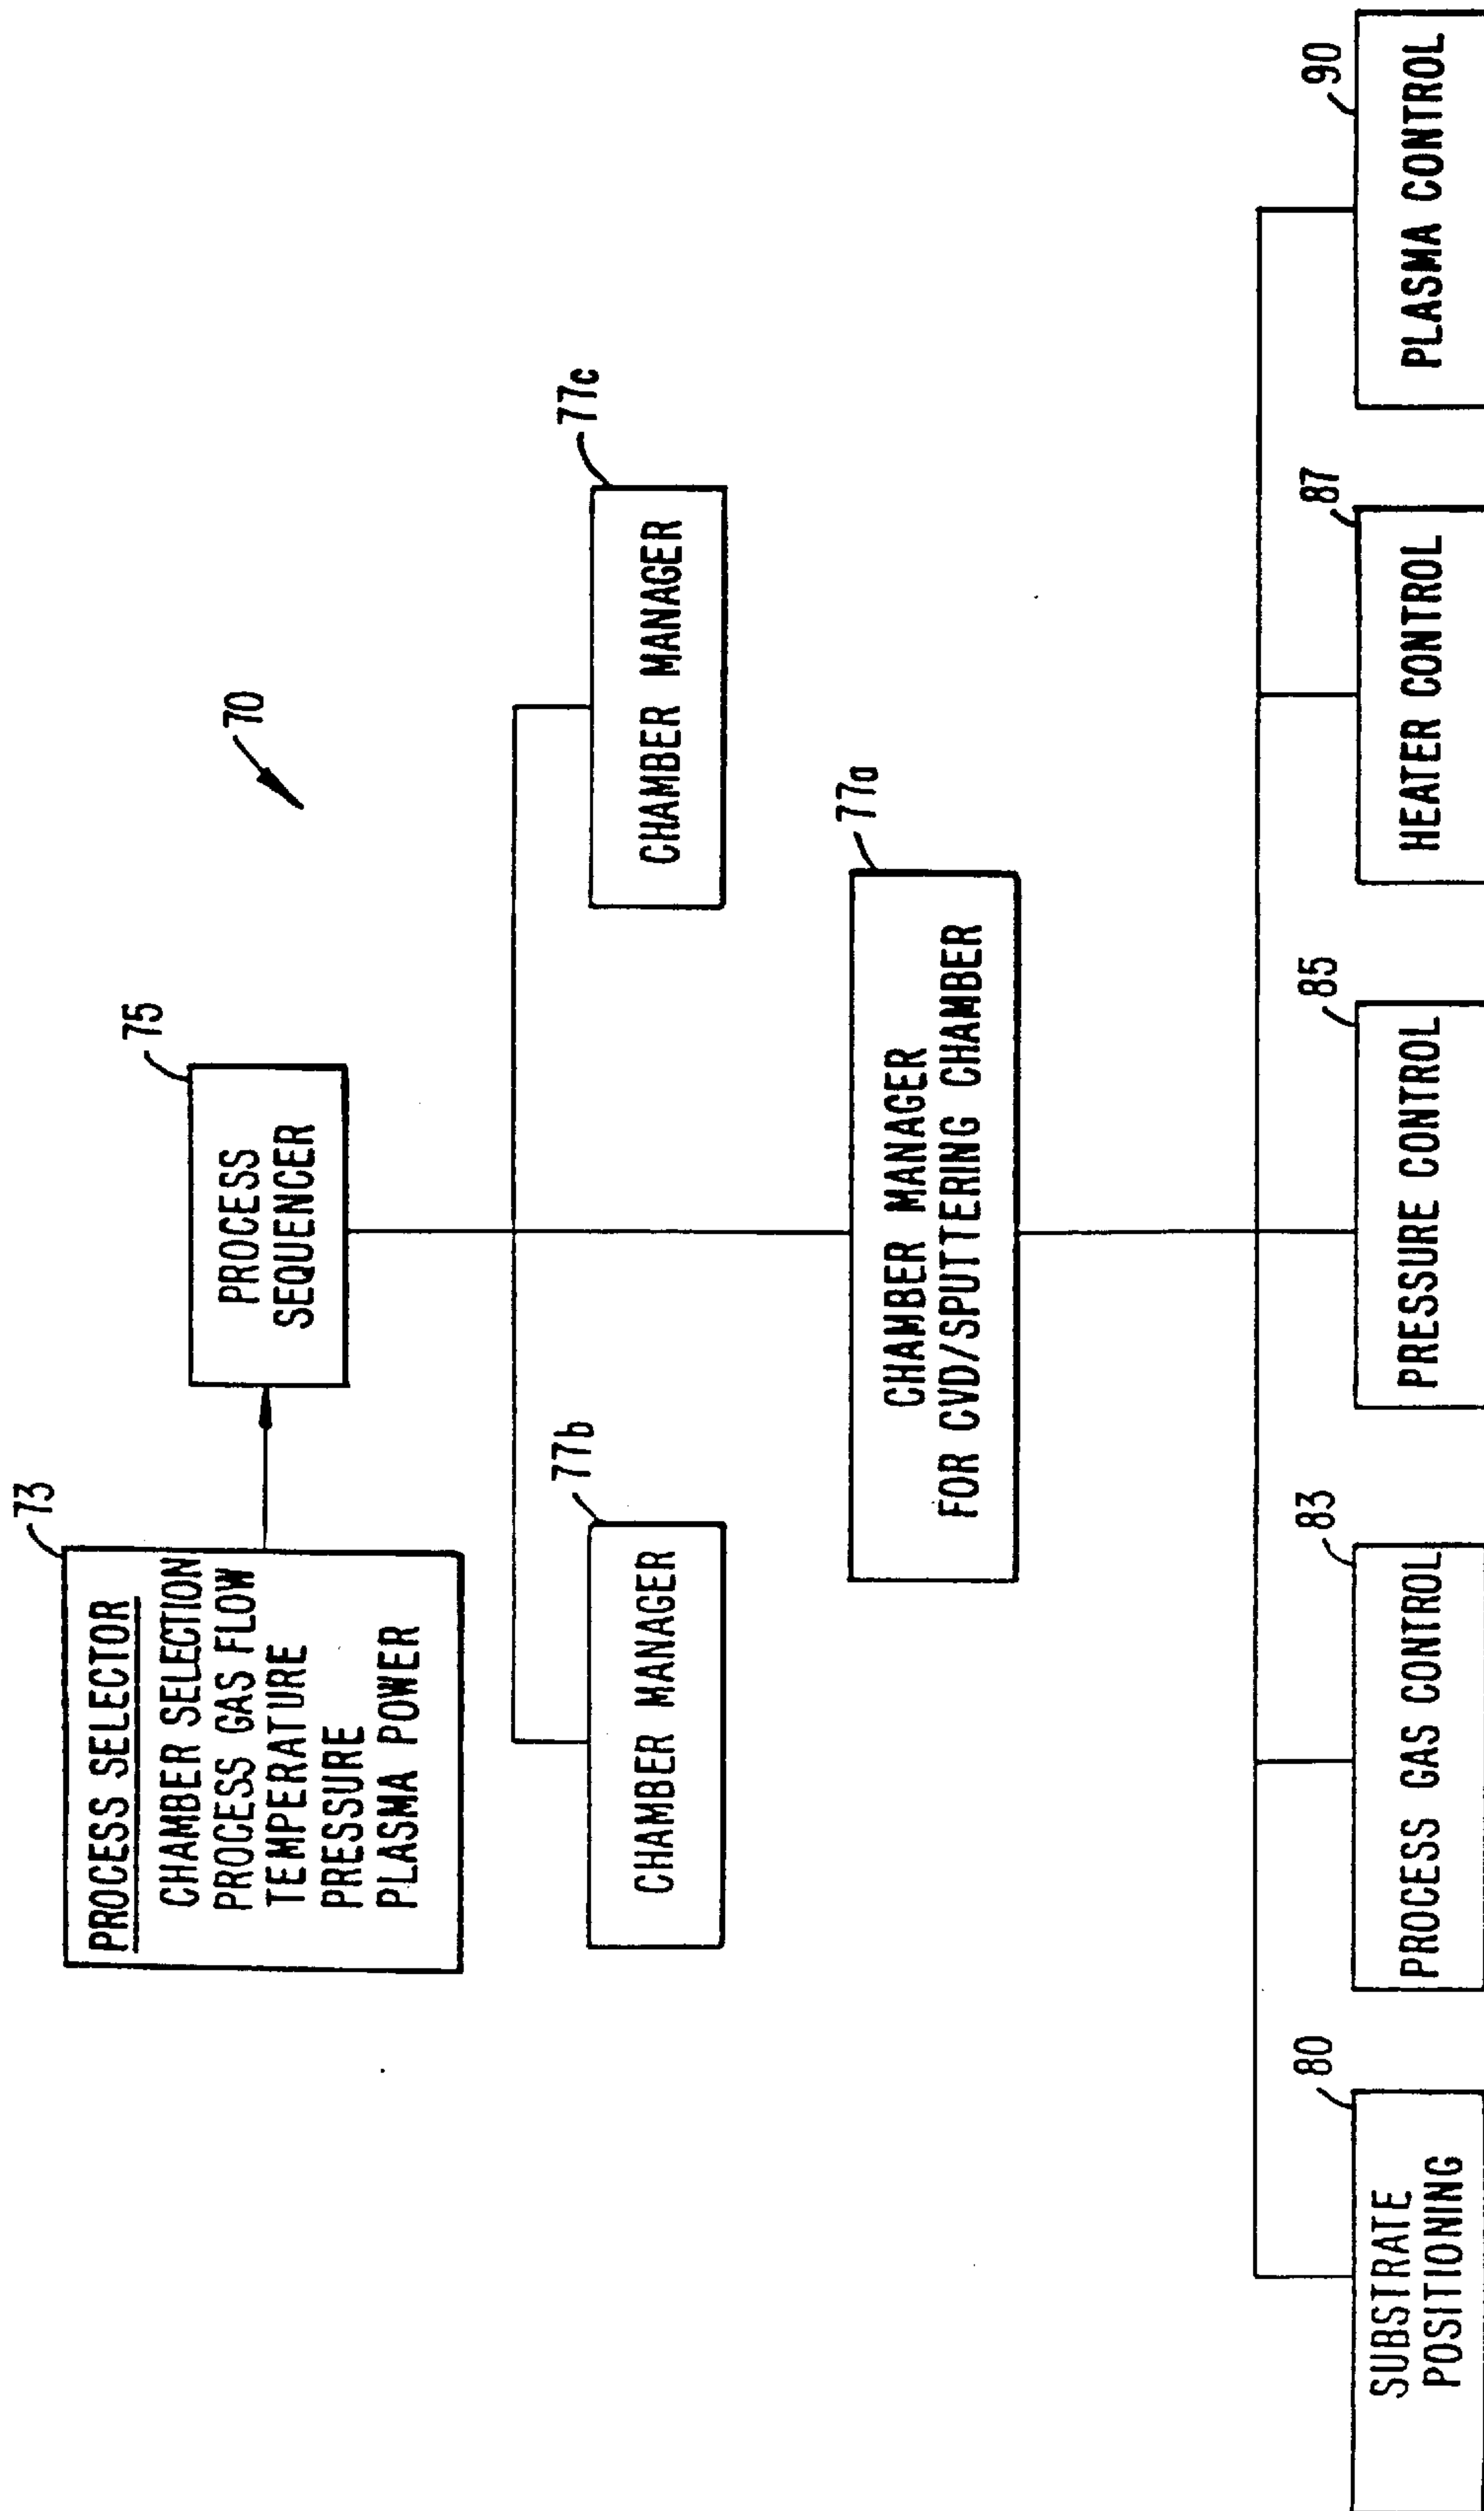 73
PROCESS SELECTOR
CHAMBER SELECTION
PROCESS GAS FLOW
TEMPERATURE
PRESSURE
PLASMA POWER
75
PROCESS
SEQUENCER
70
77b
CHAMBER MANAGER
77c
CHAMBER MANAGER
77a
CHAMBER MANAGER
FOR CVD/SPUTTERING CHAMBER
80
SUBSTRATE
POSITIONING
83
PROCESS GAS CONTROL
85
PRESSURE CONTROL
87
HEATER CONTROL
90
PLASMA CONTROL